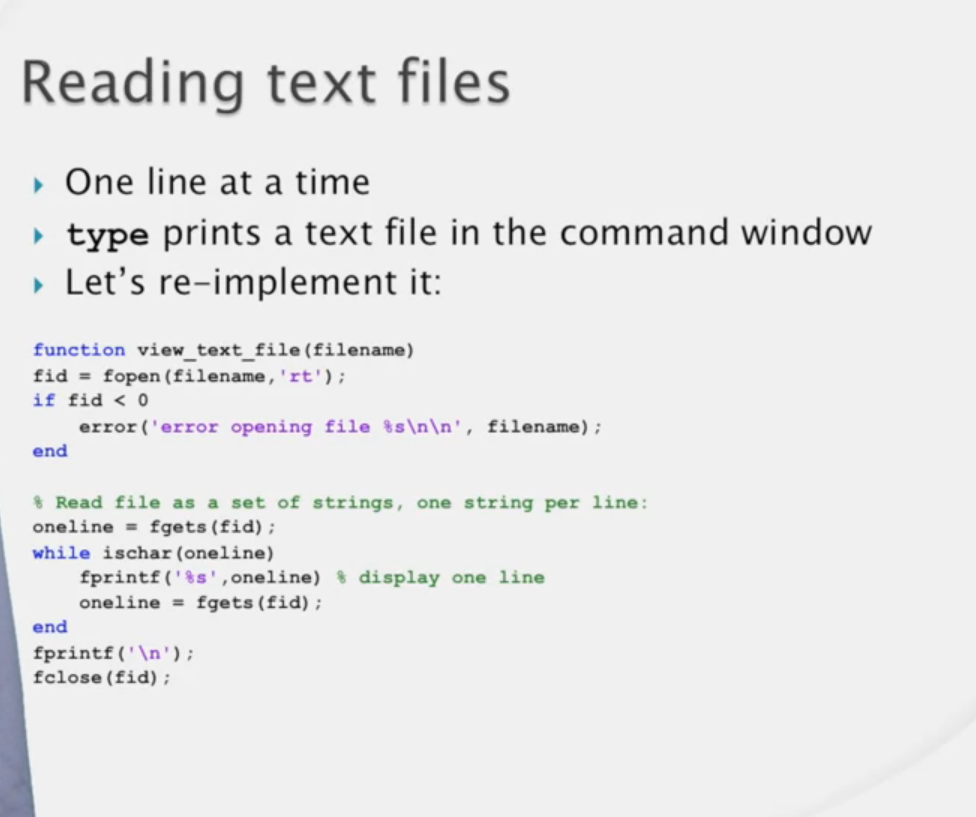 Reading text files
One line at a time
type prints a text file in the command window
Let’s re-implement it:
function view_text_file(filename)
fid = fopen(filename,'rt');
if fid < 0
    error('error opening file %s\n\n', filename);
end
% Read file as a set of strings, one string per line:
oneline = fgets(fid);
while ischar(oneline)
    fprintf('%s',oneline) % display one line
    oneline = fgets(fid);
end
fprintf('\n');
fclose(fid);